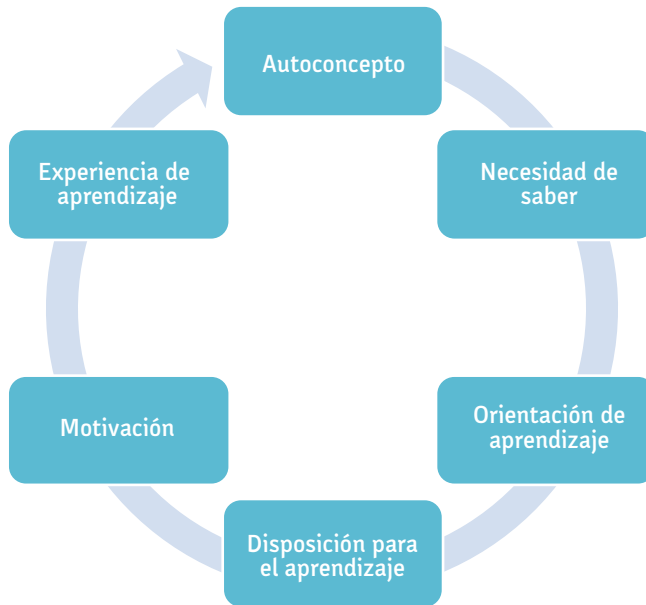 Autoconcepto
Necesidad de
saber
Orientación de
aprendizaje
Disposición para
el aprendizaje
Motivación
Experiencia de
aprendizaje